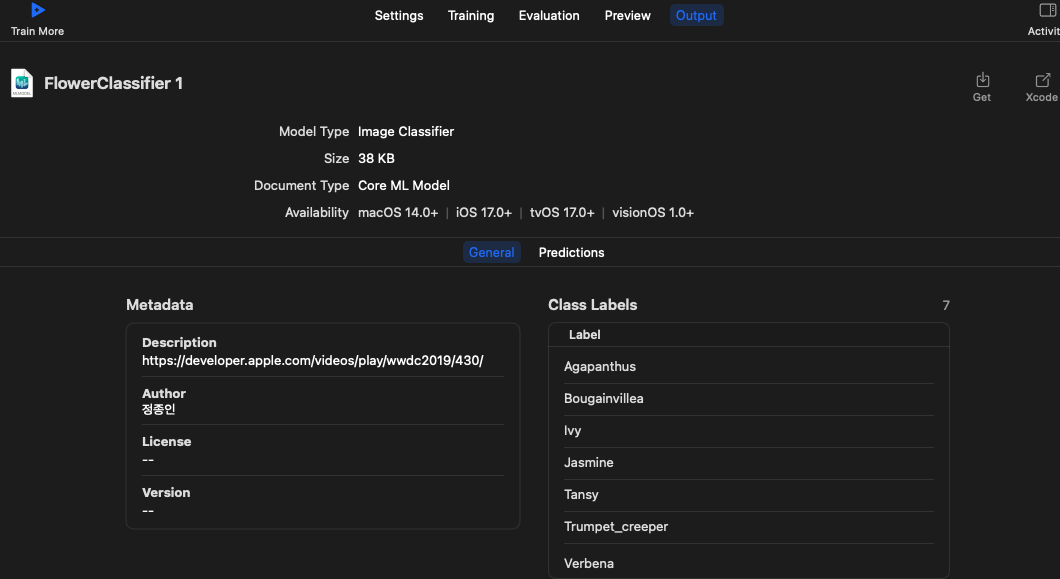 Settings Training Evaluation Preview Output
Train More
Activit
FlowerClassifier 1
MLMODEL
Get Xcode
Model Type Image Classifier
Size 38 KB
Document Type Core ML Model
Availability macOS 14.0+ | iOS 17.0+ | tvOS 17.0+ | visionOS 1.0+
General Predictions
Metadata
Description
https://developer.apple.com/videos/play/wwdc2019/430/
Author
정종인
License
--
Version
--
Class Labels 7
Label
Agapanthus
Bougainvillea
Ivy
Jasmine
Tansy
Trumpet_creeper
Verbena